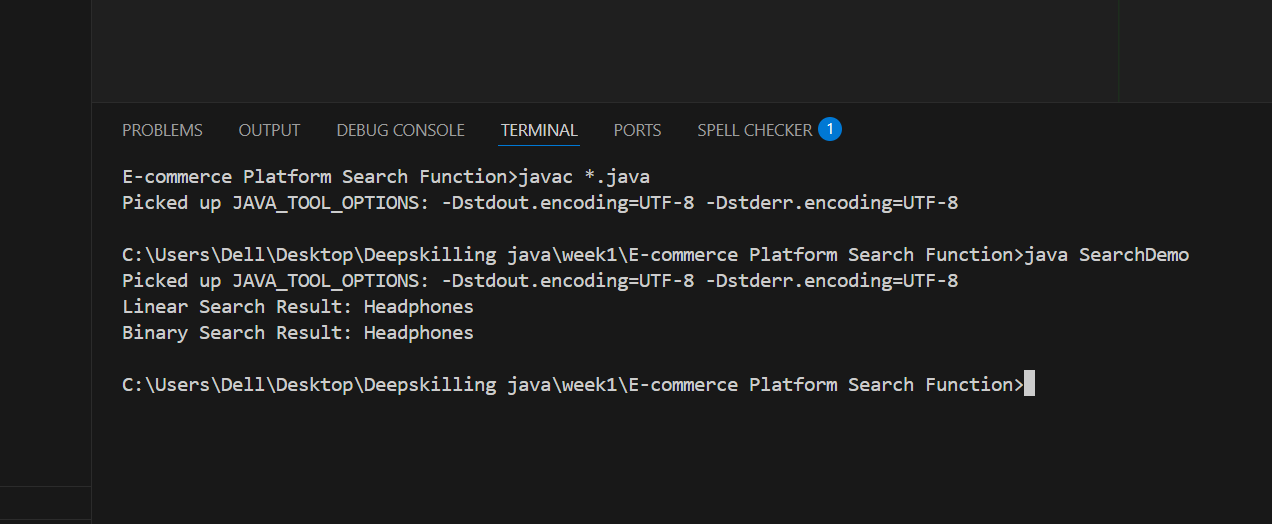 PROBLEMS OUTPUT DEBUG CONSOLE TERMINAL PORTS SPELL CHECKER 1
E-commerce Platform Search Function>javac *.java
Picked up JAVA_TOOL_OPTIONS: -Dstdout.encoding=UTF-8 -Dstderr.encoding=UTF-8
C:\Users\Dell\Desktop\Deepskilling java\week1\E-commerce Platform Search Function>java SearchDemo
Picked up JAVA_TOOL_OPTIONS: -Dstdout.encoding=UTF-8 -Dstderr.encoding=UTF-8
Linear Search Result: Headphones
Binary Search Result: Headphones
C:\Users\Dell\Desktop\Deepskilling java\week1\E-commerce Platform Search Function>